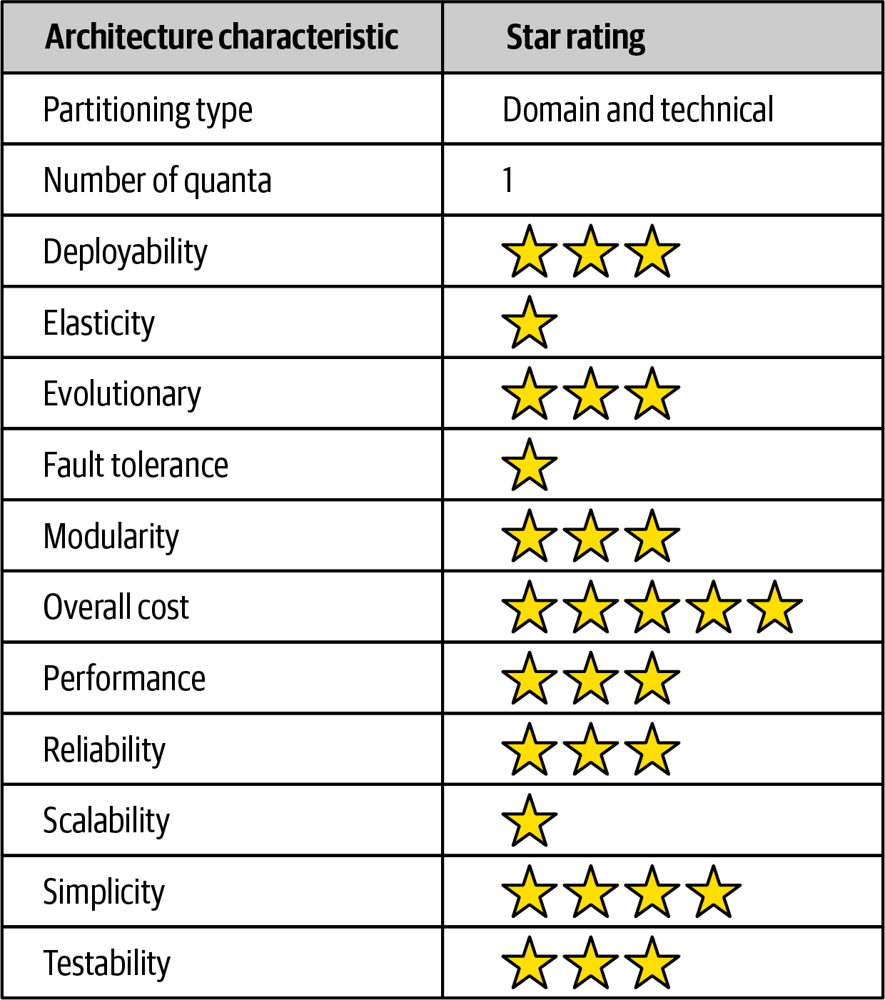 Architecture characteristic Star rating
Partitioning type Domain and technical
Number of quanta 1
Deployability
Elasticity
Evolutionary
Fault tolerance
Modularity
Overall cost
Performance
Reliability
Scalability
Simplicity
Testability